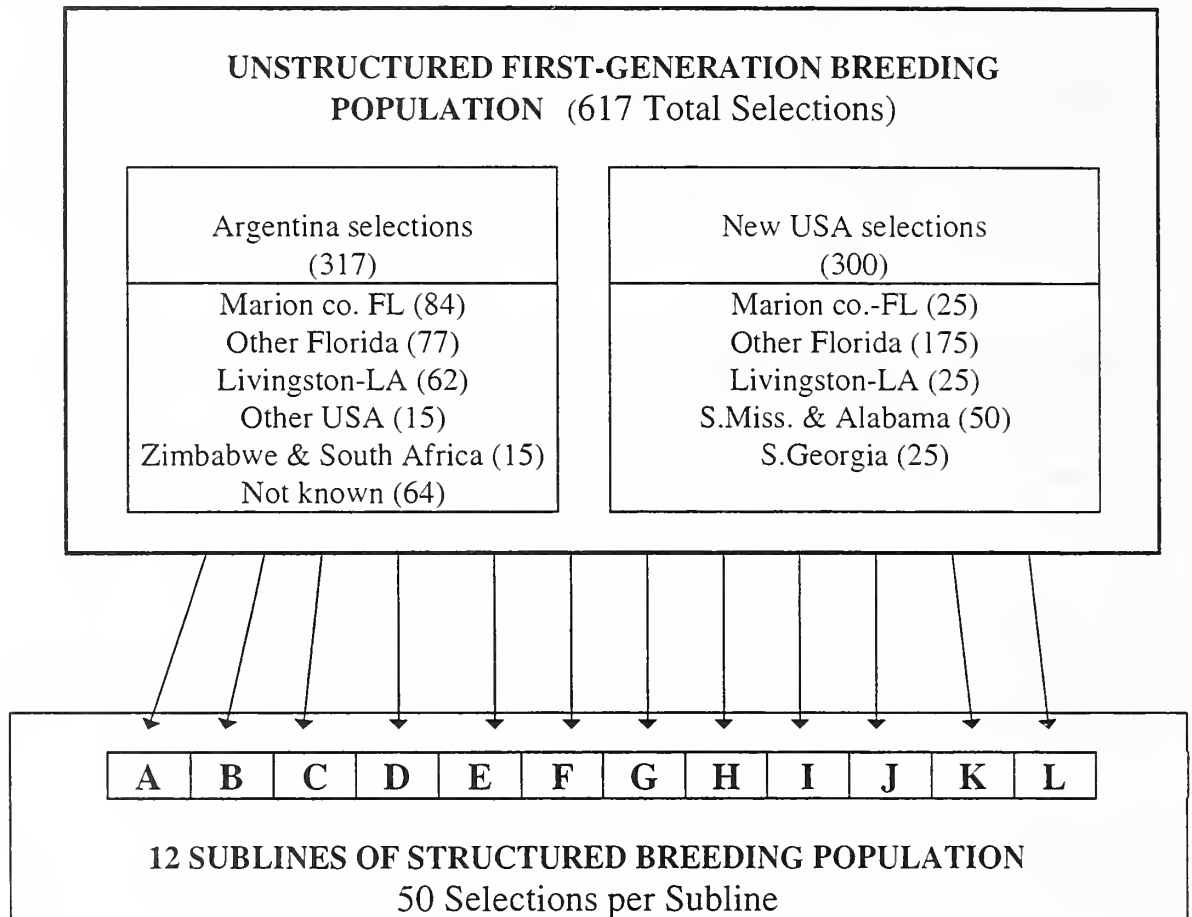 UNSTRUCTURED FIRST-GENERATION BREEDING
POPULATION (617 Total Selections)
Argentina selections
(317)
Marion co. FL (84)
Other Florida (77)
Livingston-LA (62)
Other USA (15)
Zimbabwe & South Africa (15)
Not known (64)
New USA selections
(300)
Marion co.-FL (25)
Other Florida (175)
Livingston-LA (25)
S.Miss. & Alabama (50)
S.Georgia (25)
A B C D E F G H I J K L
12 SUBLINES OF STRUCTURED BREEDING POPULATION
50 Selections per Subline